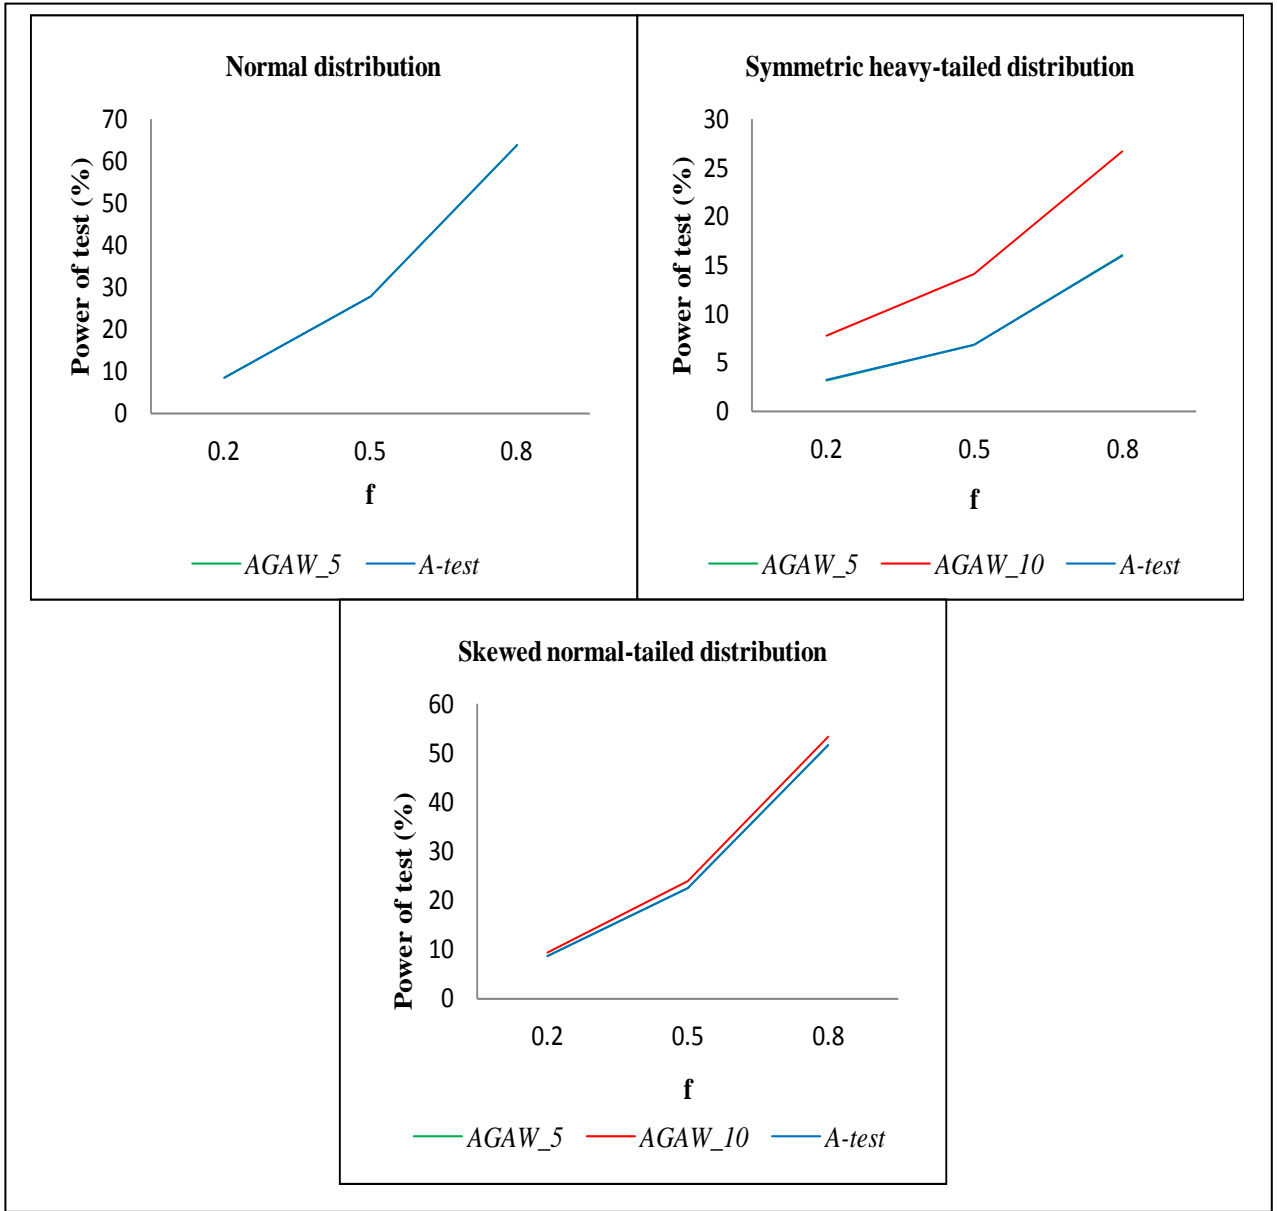 Normal distribution
Power of test (%)
70
60
50
40
30
20
10
0
0.2 0.5 0.8
f
AGAW_5 A-test
Symmetric heavy-tailed distribution
Power of test (%)
30
25
20
15
10
5
0
0.2 0.5 0.8
f
AGAW_5 AGAW_10 A-test
Skewed normal-tailed distribution
Power of test (%)
60
50
40
30
20
10
0
0.2 0.5 0.8
f
AGAW_5 AGAW_10 A-test